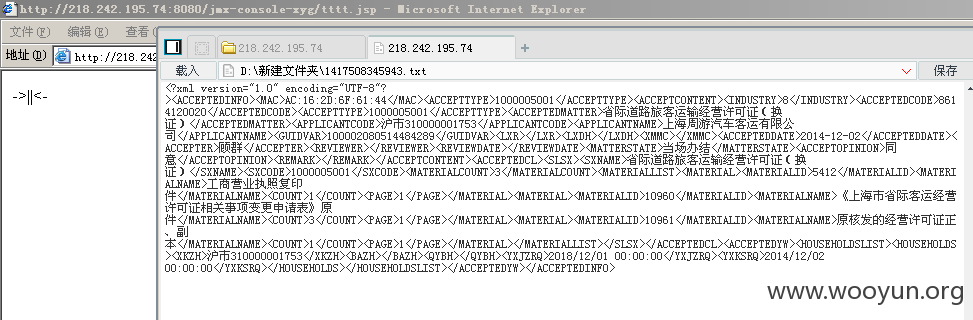 http://218.242.195.74:8080/jmx-console-xyg/tttt.jsp - Microsoft Internet Explorer
文件(F) 编辑(E) 查看
地址(D) http://218.242
->||<-
218.242.195.74
218.242.195.74
载入 D:\新建文件夹\1417508345943.txt 保存
<?xml version="1.0" encoding="UTF-8"?
><ACCEPTEDINFO><MAC>AC:16:2D:6F:61:44</MAC><ACCEPTTYPE>1000005001</ACCEPTTYPE><ACCEPTCONTENT><INDUSTRY>8</INDUSTRY><ACCEPTEDCODE>861
4120020</ACCEPTEDCODE><ACCEPTTYPE>1000005001</ACCEPTTYPE><ACCEPTEDMATTER>省际道路旅客运输经营许可证(换
证)</ACCEPTEDMATTER><APPLICANTCODE>沪市310000001753</APPLICANTCODE><APPLICANTNAME>上海周游汽车客运有限公
司</APPLICANTNAME><GUIDVAR>1000020805144​84289</GUIDVAR><LXR></LXR><LXDH></LXDH><XMMC></XMMC><ACCEPTEDDATE>2014-12-02</ACCEPTEDDATE>
<ACCEPTER>顾群</ACCEPTER><REVIEWER></REVIEWER><REVIEWDATE></REVIEWDATE><MATTERSTATE>当场办结</MATTERSTATE><ACCEPTOPINION>同
意</ACCEPTOPINION><REMARK></REMARK></ACCEPTCONTENT><ACCEPTEDCL><SLSX><SXNAME>省际道路旅客运输经营许可证(换
证)</SXNAME><SXCODE>1000005001</SXCODE><MATERIALCOUNT>3</MATERIALCOUNT><MATERIALLIST><MATERIAL><MATERIALID>5412</MATERIALID><MATER
IALNAME>工商营业执照复印
件</MATERIALNAME><COUNT>1</COUNT><PAGE>1</PAGE></MATERIAL><MATERIAL><MATERIALID>10960</MATERIALID><MATERIALNAME>《上海市省际客运经营
许可证相关事项变更申请表》原
件</MATERIALNAME><COUNT>3</COUNT><PAGE>1</PAGE></MATERIAL><MATERIAL><MATERIALID>10961</MATERIALID><MATERIALNAME>原核发的经营许可证正
、副
本</MATERIALNAME><COUNT>1</COUNT><PAGE>1</PAGE></MATERIAL></MATERIALLIST></SLSX></ACCEPTEDCL><ACCEPTEDYW><HOUSEHOLDSLIST><HOUSEHOLDS
><XKZH>沪市310000001753</XKZH><BAZH></BAZH><QYBH></QYBH><YXJZRQ>2018/12/01 00:00:00</YXJZRQ><YXKSRQ>2014/12/02
00:00:00</YXKSRQ></HOUSEHOLDS></HOUSEHOLDSLIST></ACCEPTEDYW></ACCEPTEDINFO>
www.wooyun.org